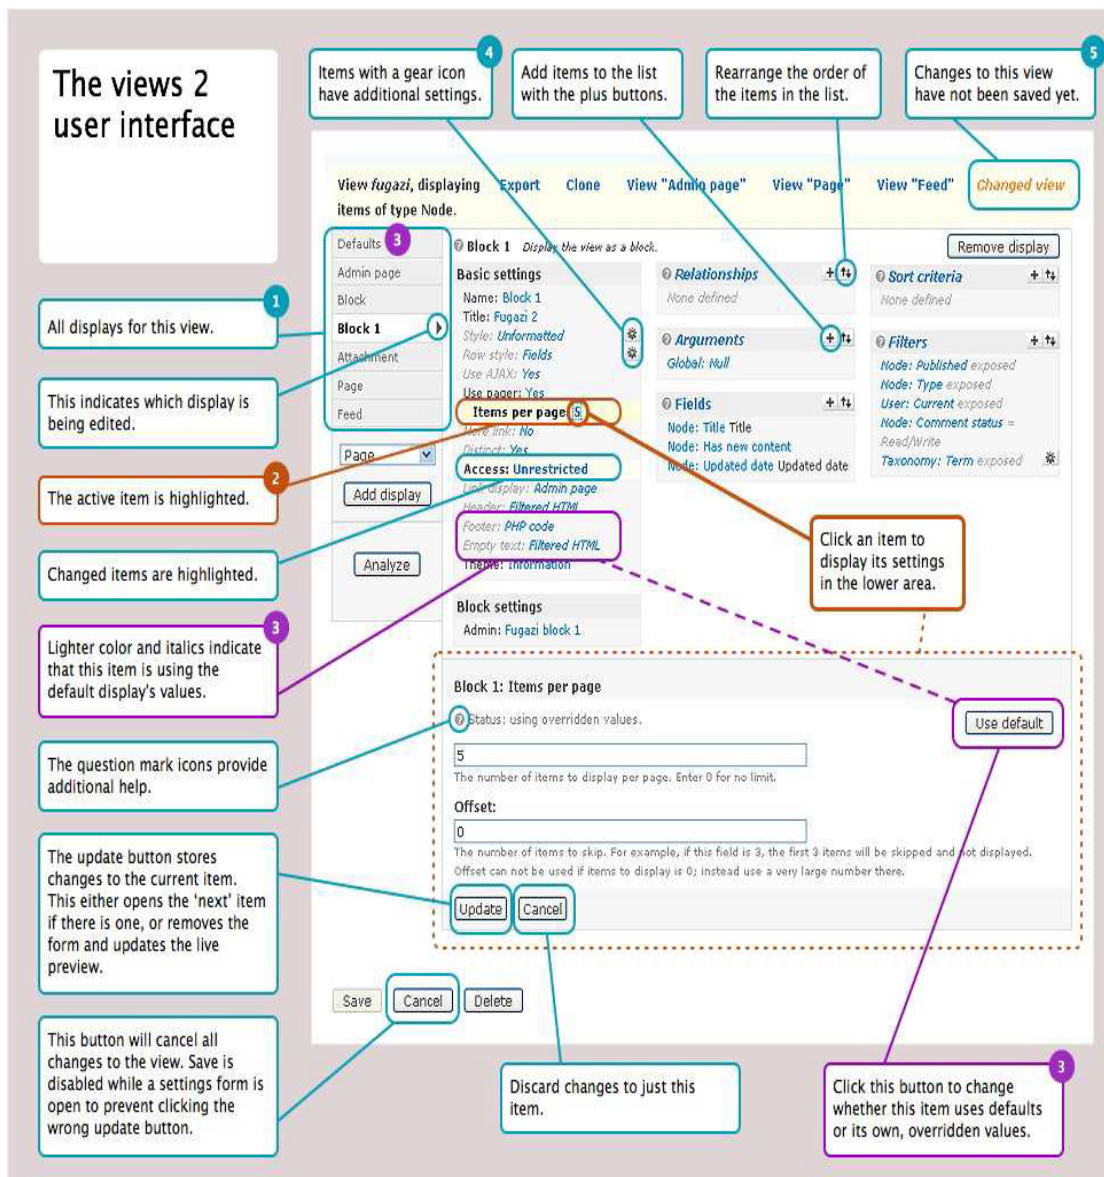 The views 2
user interface
4
Items with a gear icon
have additional settings.
Add items to the list
with the plus buttons.
Rearrange the order of
the items in the list.
5
Changes to this view
have not been saved yet.
View fugazi, displaying
items of type Node.
Export
Clone
View "Admin page"
View "Page"
View "Feed"
Changed view
Defaults
3
Admin page
Block
Block 1
Attachment
Page
Feed
Page
Add display
Analyze
Block 1 Display the view as a block.
Remove display
Basic settings
Name: Block 1
Title: Fugazi 2
Style: Unformatted
Row style: Fields
Use AJAX: Yes
Use pager: Yes
Items per page: 5
More link: No
Distinct: Yes
Access: Unrestricted
Link display: Admin page
Header: Filtered HTML
Footer: PHP code
Empty text: Filtered HTML
Theme: Information
Block settings
Admin: Fugazi block 1
Relationships
None defined
Arguments
Global: Null
Fields
Node: Title Title
Node: Has new content
Node: Updated date Updated date
Sort criteria
None defined
Filters
Node: Published exposed
Node: Type exposed
User: Current exposed
Node: Comment status =
Read/Write
Taxonomy: Term exposed
1
All displays for this view.
This indicates which display is
being edited.
2
The active item is highlighted.
Changed items are highlighted.
3
Lighter color and italics indicate
that this item is using the
default display's values.
The question mark icons provide
additional help.
The update button stores
changes to the current item.
This either opens the 'next' item
if there is one, or removes the
form and updates the live
preview.
This button will cancel all
changes to the view. Save is
disabled while a settings form is
open to prevent clicking the
wrong update button.
Click an item to
display its settings
in the lower area.
Block 1: Items per page
Status: using overridden values.
Use default
5
The number of items to display per page. Enter 0 for no limit.
Offset:
0
The number of items to skip. For example, if this field is 3, the first 3 items will be skipped and not displayed.
Offset can not be used if items to display is 0; instead use a very large number there.
Update
Cancel
Save
Cancel
Delete
Discard changes to just this
item.
3
Click this button to change
whether this item uses defaults
or its own, overridden values.